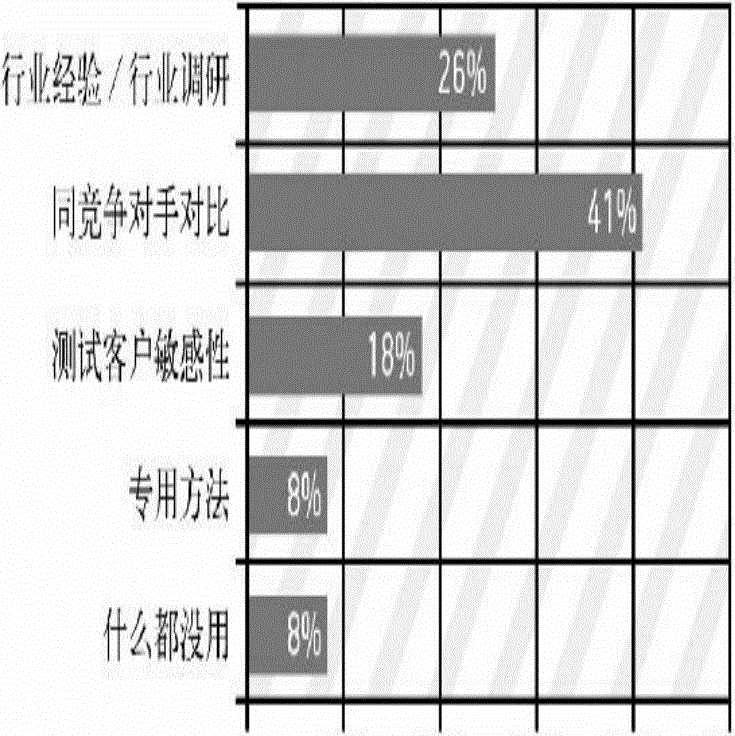 行业经验/行业调研
26%
同竞争对手对比
41%
测试客户敏感性
18%
专用方法
8%
什么都没用
8%